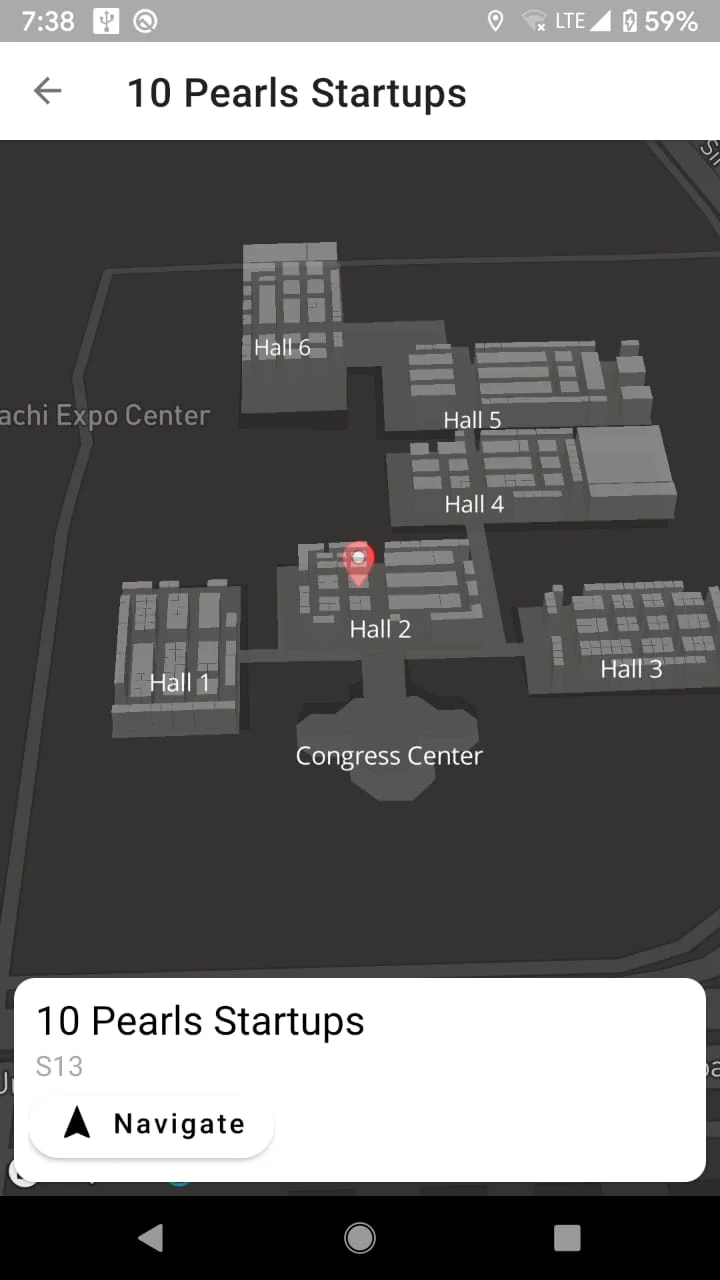 7:38 LTE 59%
10 Pearls Startups
Hall 6
achi Expo Center
Hall 5
Hall 4
Hall 2
Hall 3
Hall 1
Congress Center
10 Pearls Startups
S13
Navigate